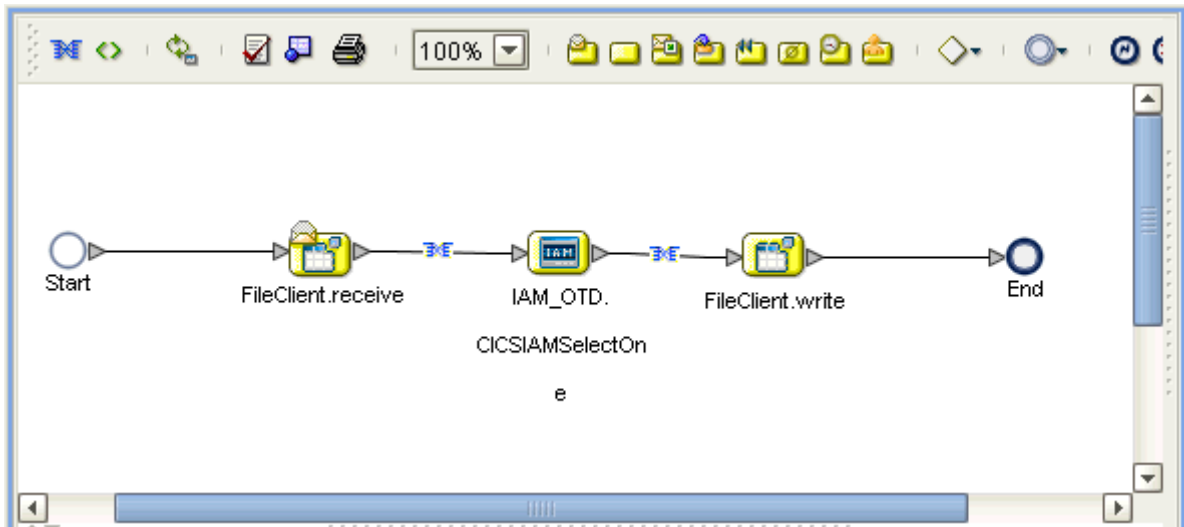 100%
IAM
Start
FileClient.receive
IAM_OTD.
CICSIAMSelectOn
e
FileClient.write
End